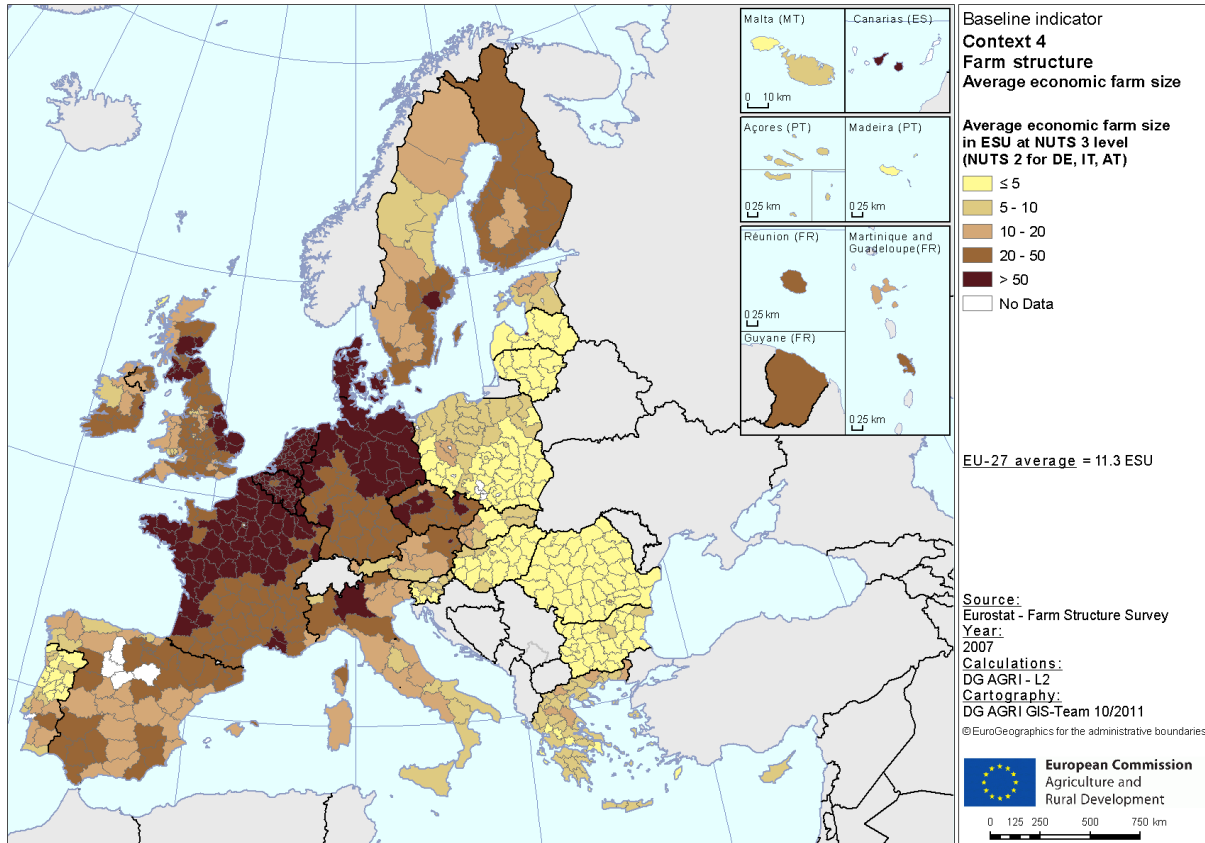 Malta (MT)
0 10 km
Canarias (ES)
0 25 km
Açores (PT)
0 25 km
Madeira (PT)
0 25 km
Réunion (FR)
0 25 km
Martinique and
Guadeloupe(FR)
0 25 km
Guyane (FR)
Baseline indicator
Context 4
Farm structure
Average economic farm size
Average economic farm size
in ESU at NUTS 3 level
(NUTS 2 for DE, IT, AT)
≤ 5
5 - 10
10 - 20
20 - 50
> 50
No Data
EU-27 average = 11.3 ESU
Source:
Eurostat - Farm Structure Survey
Year:
2007
Calculations:
DG AGRI - L2
Cartography:
DG AGRI GIS-Team 10/2011
© EuroGeographics for the administrative boundaries
European Commission
Agriculture and
Rural Development
0 125 250 500 750 km